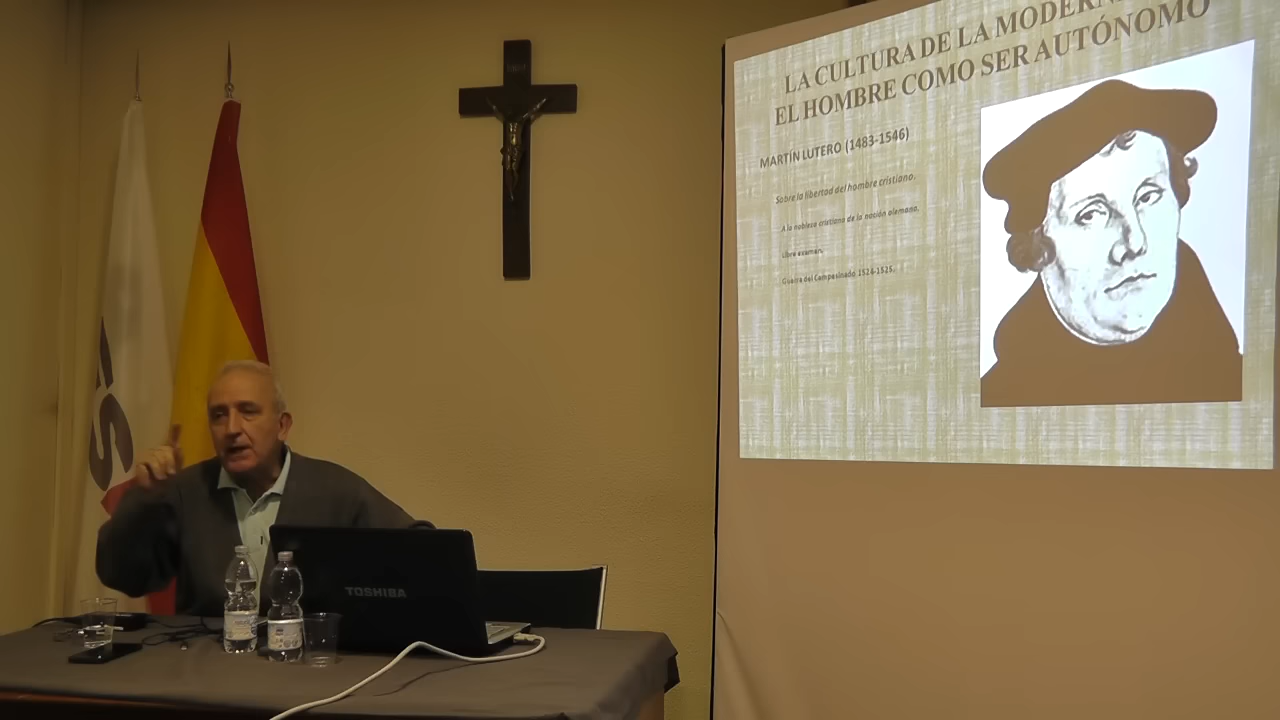 LA CULTURA DE LA MODERN
EL HOMBRE COMO SER AUTÓNOMO
MARTÍN LUTERO (1483-1546)
Sobre la libertad del hombre cristiano.
A la nobleza cristiana de la nación alemana.
Libre examen.
Guerra del Campesinado 1524-1525.
TOSHIBA